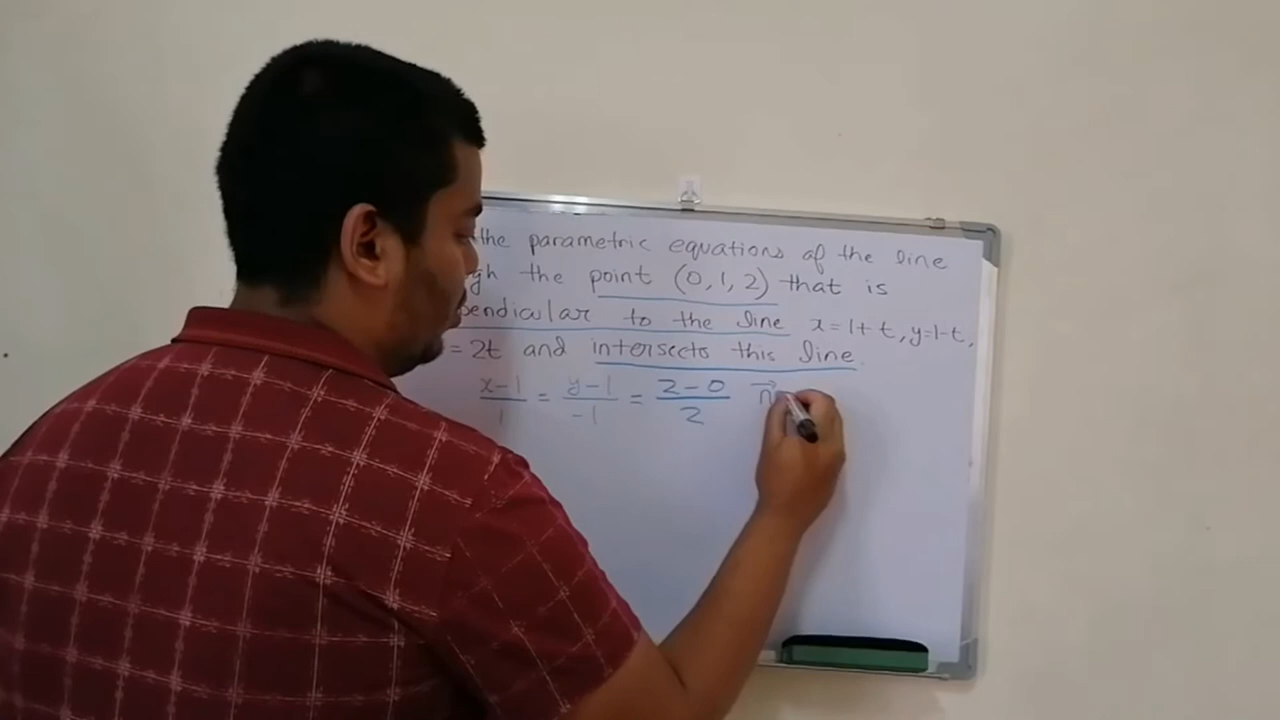 the parametric equations of the line
gh the point (0,1,2) that is
pendicular to the line x=1+t, y=1-t,
=2t and intersects this line.
x-1/1 = y-1/-1 = 2-0/2 n⃗